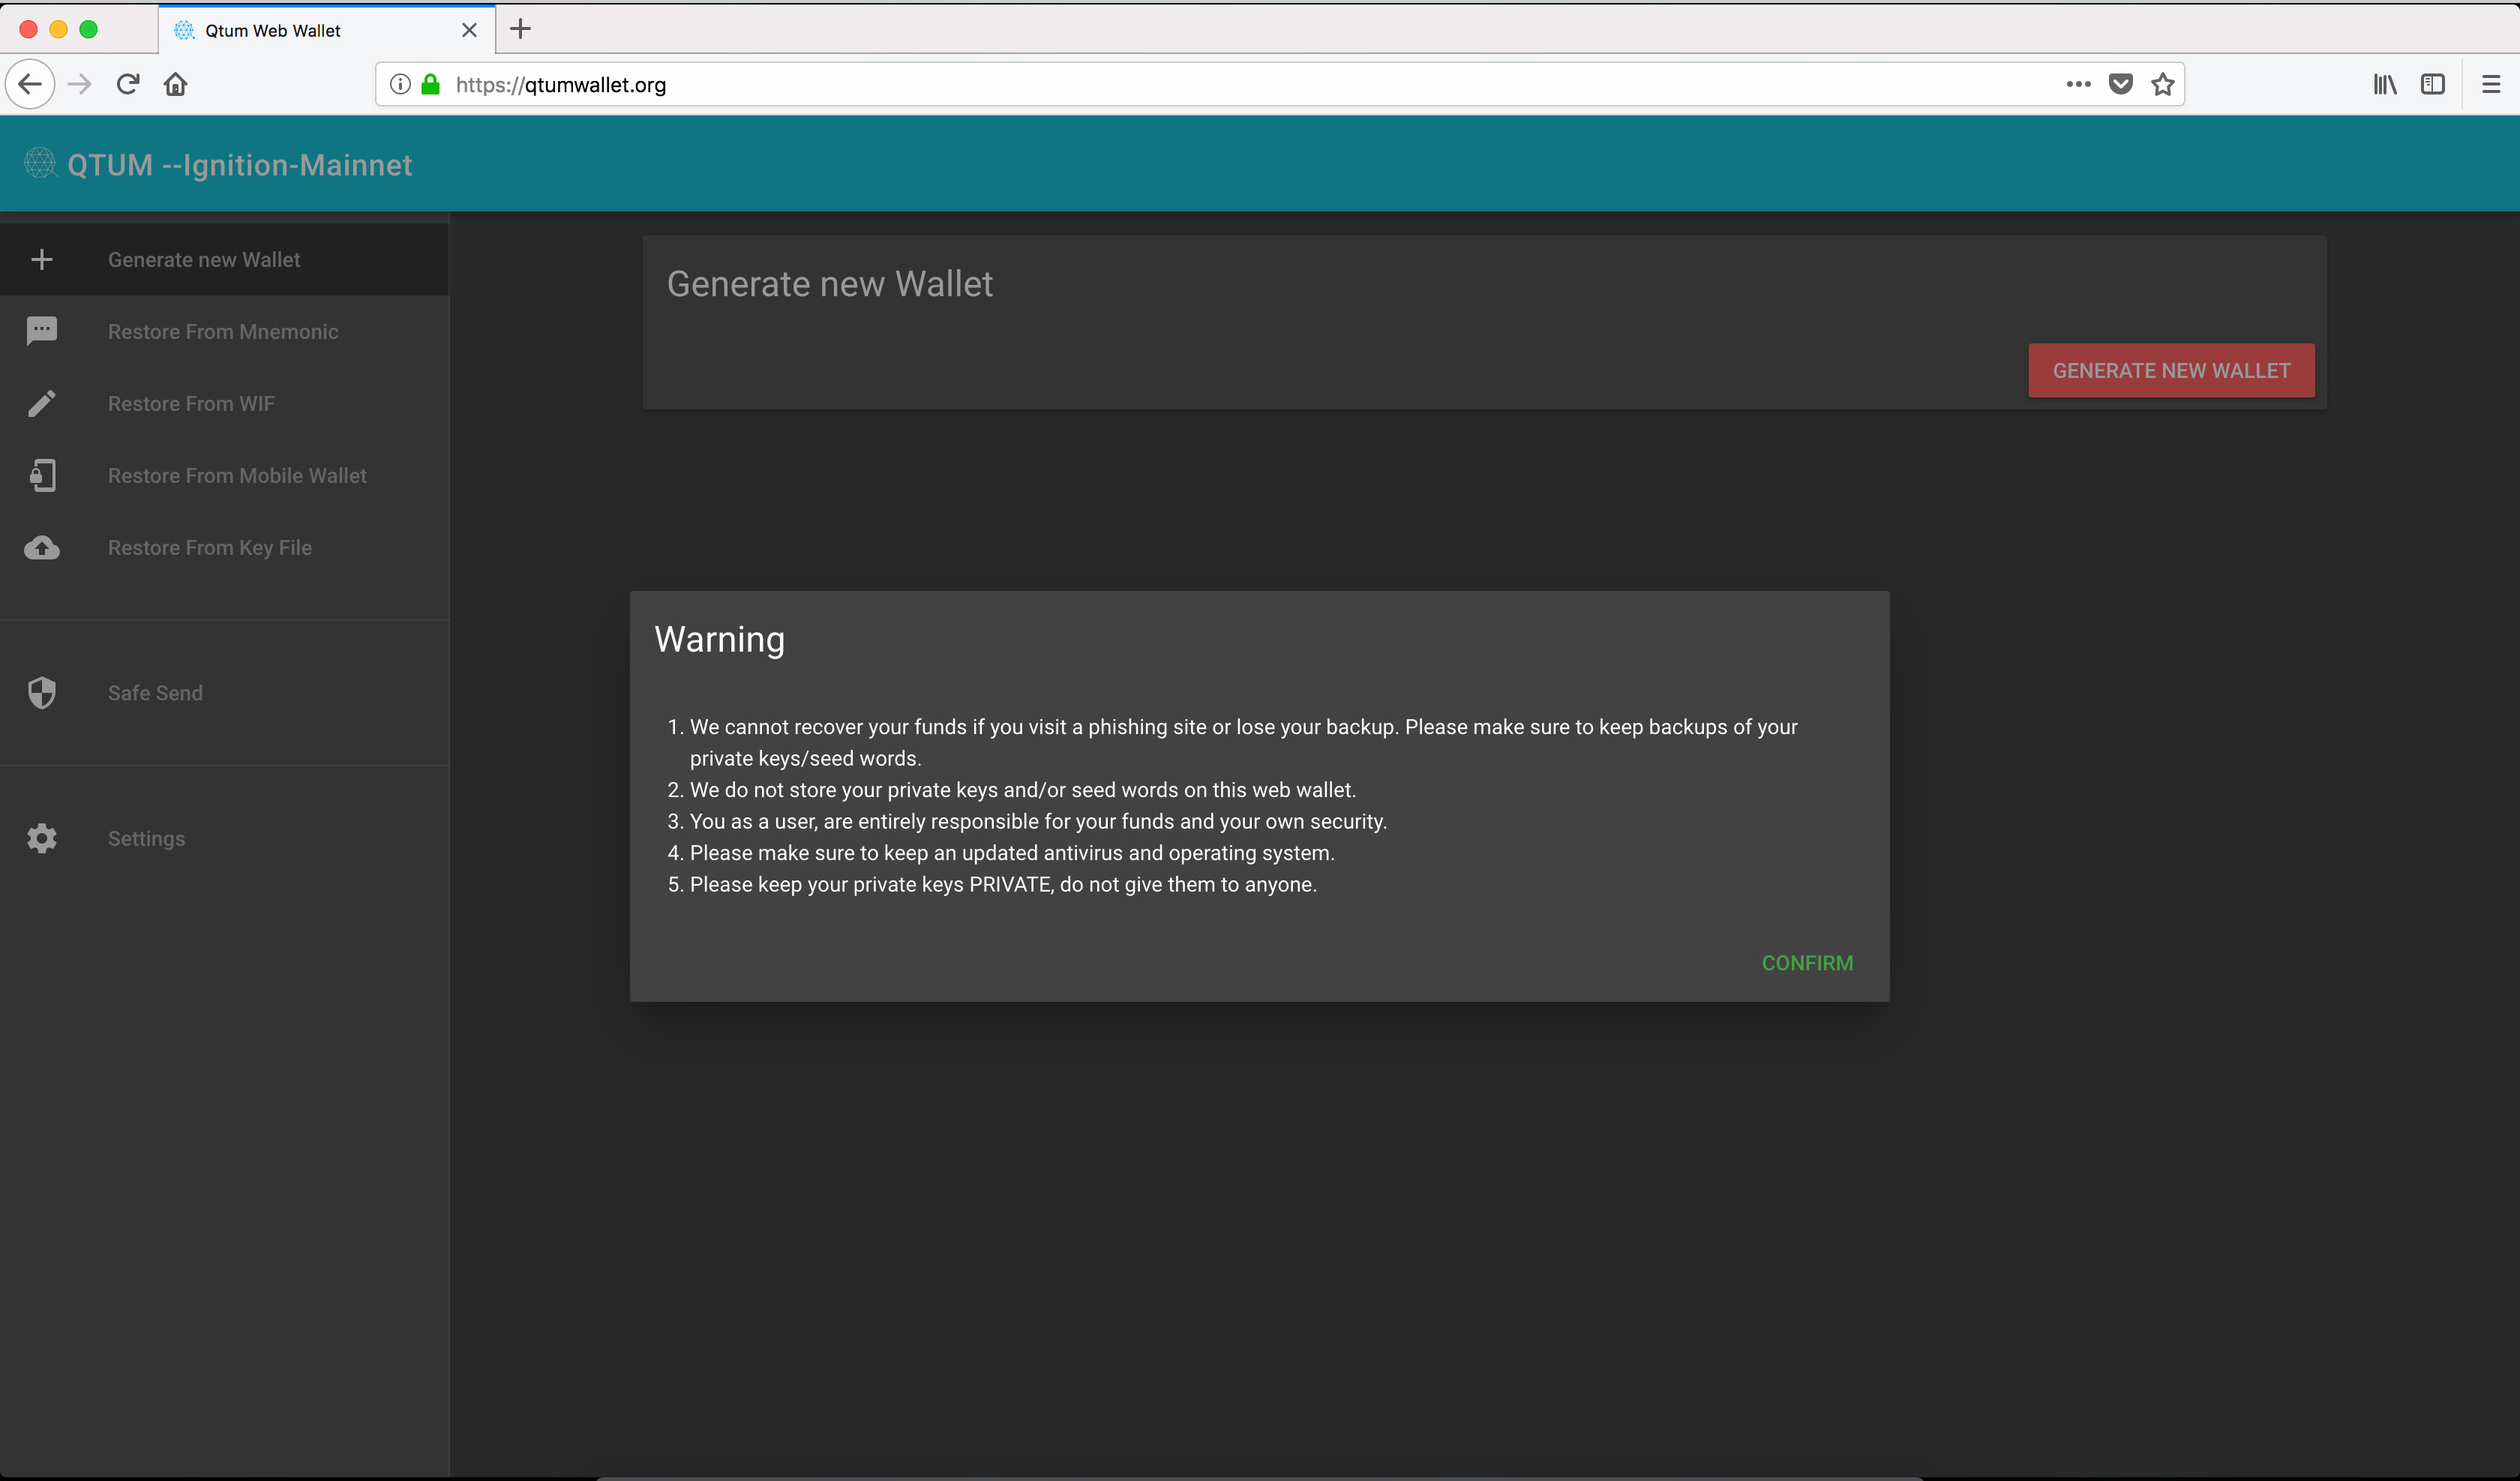 Qtum Web Wallet
https://qtumwallet.org
QTUM --Ignition-Mainnet
Generate new Wallet
Restore From Mnemonic
Restore From WIF
Restore From Mobile Wallet
Restore From Key File
Safe Send
Settings
Generate new Wallet
GENERATE NEW WALLET
Warning
1. We cannot recover your funds if you visit a phishing site or lose your backup. Please make sure to keep backups of your
private keys/seed words.
2. We do not store your private keys and/or seed words on this web wallet.
3. You as a user, are entirely responsible for your funds and your own security.
4. Please make sure to keep an updated antivirus and operating system.
5. Please keep your private keys PRIVATE, do not give them to anyone.
CONFIRM